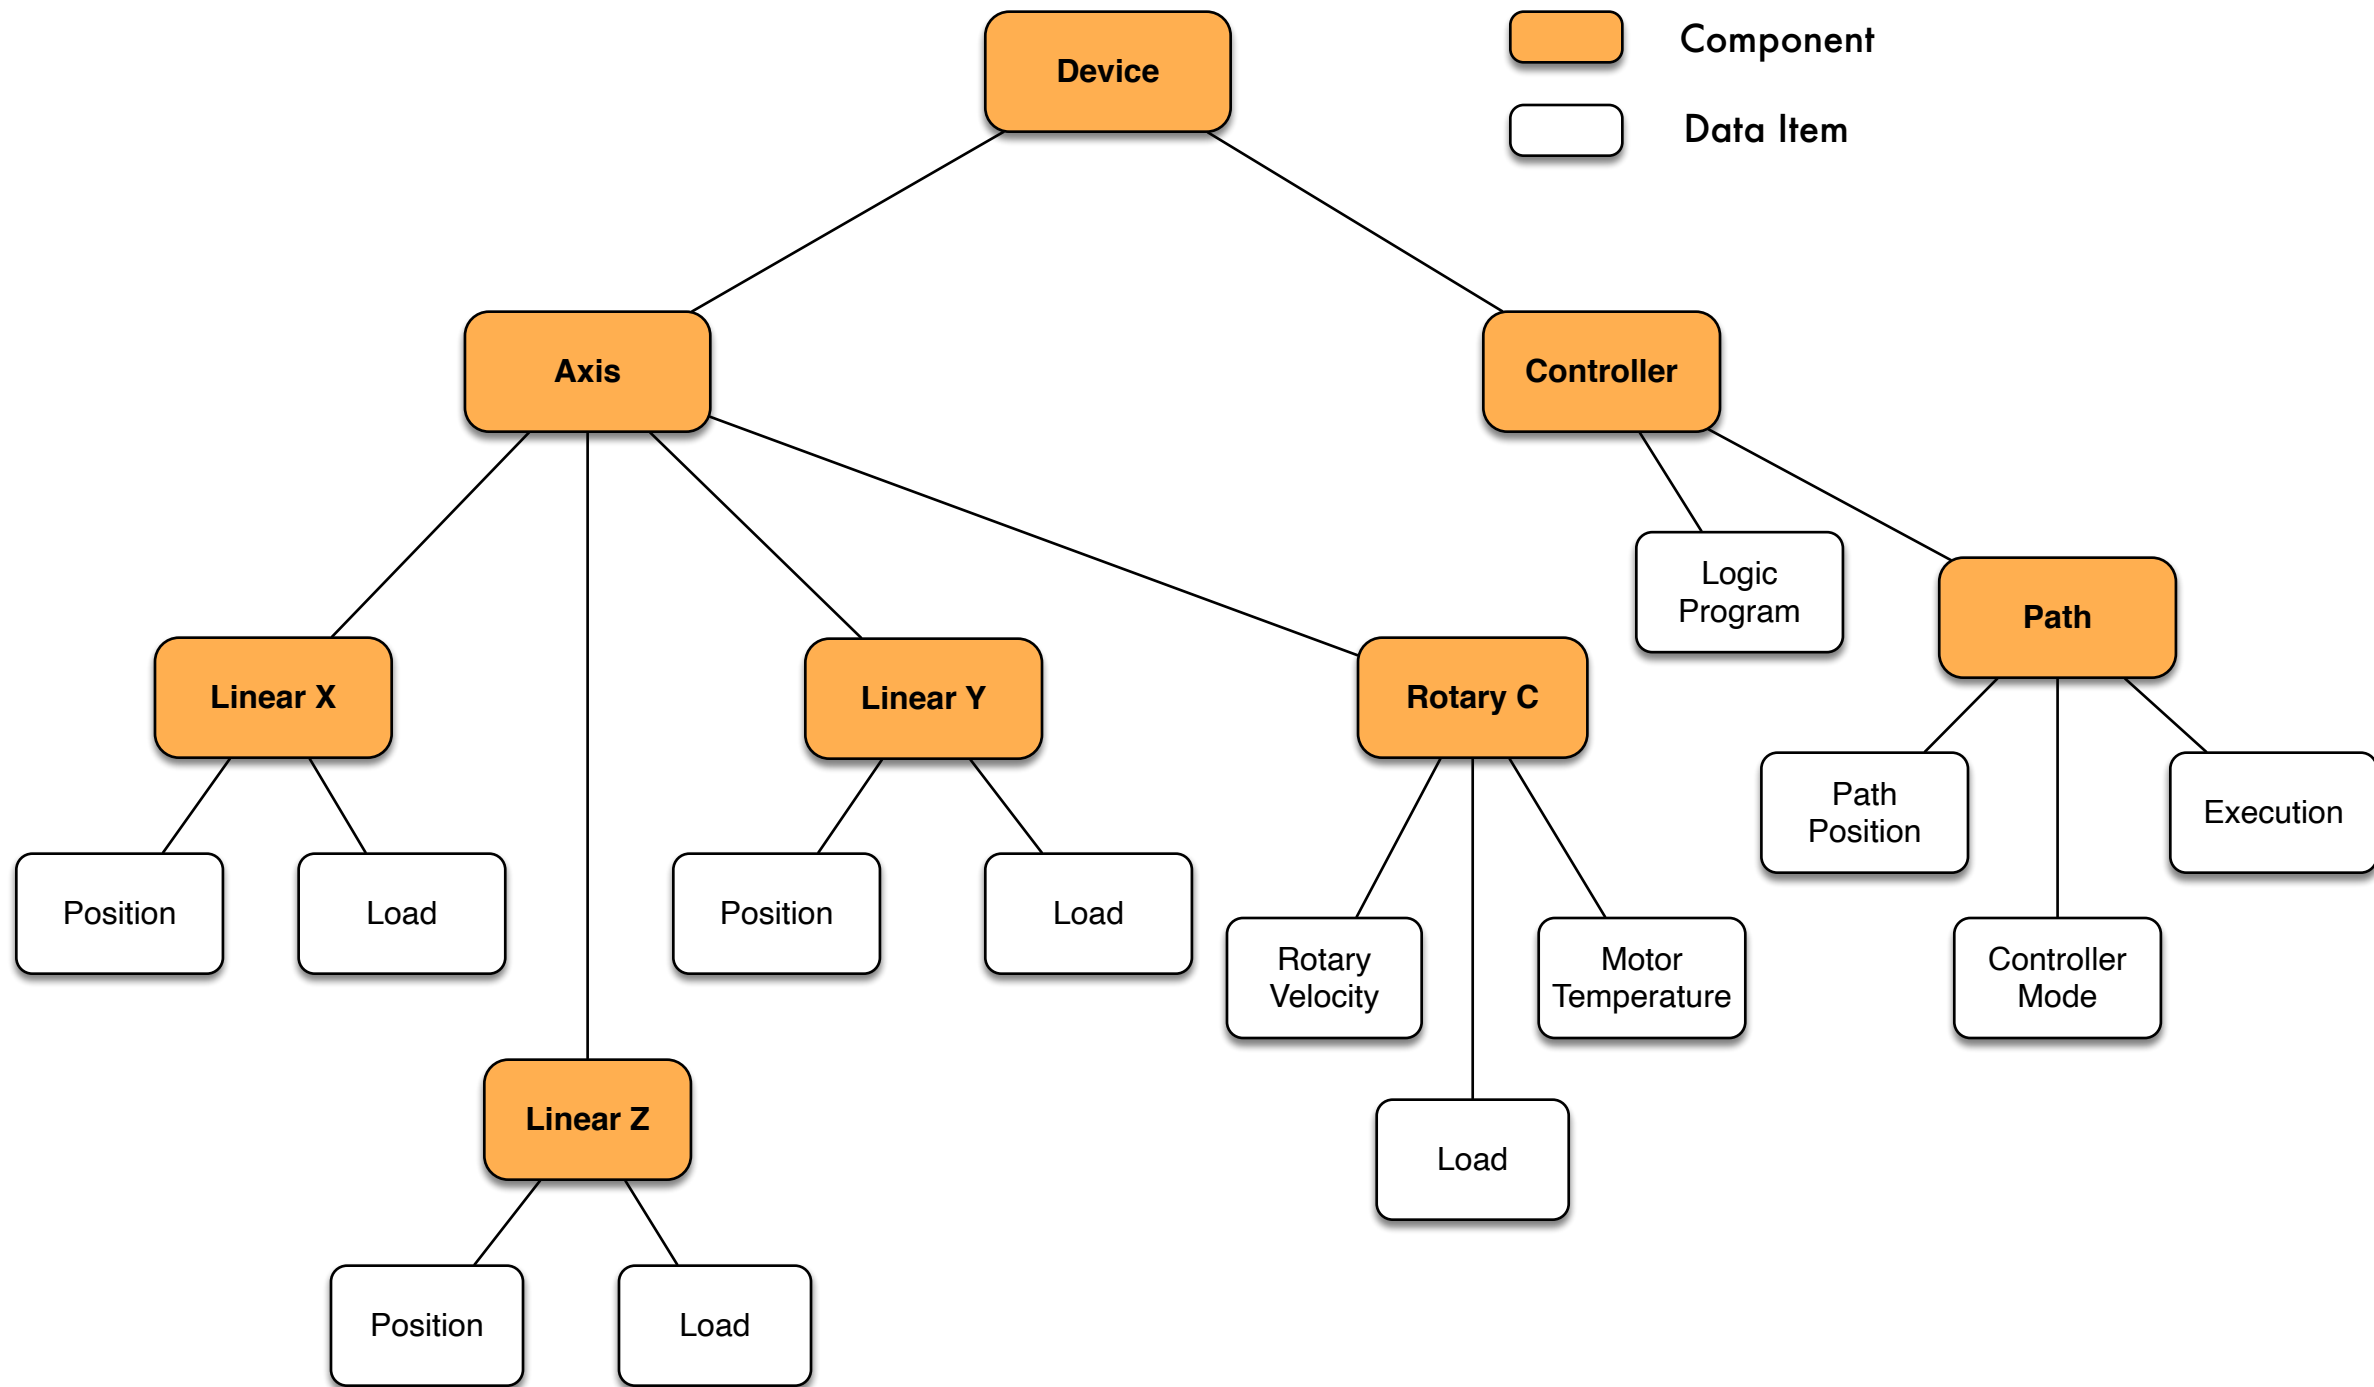 Device
Component
Data Item
Axis
Controller
Logic
Program
Path
Linear X
Linear Y
Rotary C
Path
Position
Execution
Position
Load
Position
Load
Rotary
Velocity
Motor
Temperature
Controller
Mode
Linear Z
Load
Position
Load